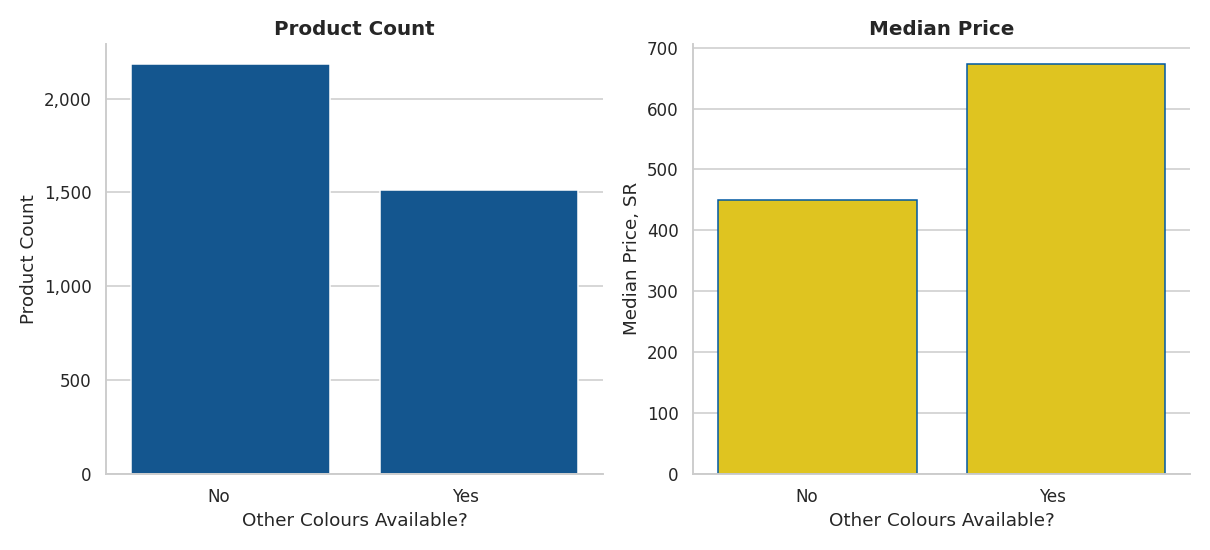 Product Count
Product Count
2,000
1,500
1,000
500
0
No Yes
Other Colours Available?
Median Price
Median Price, SR
700
600
500
400
300
200
100
0
No Yes
Other Colours Available?